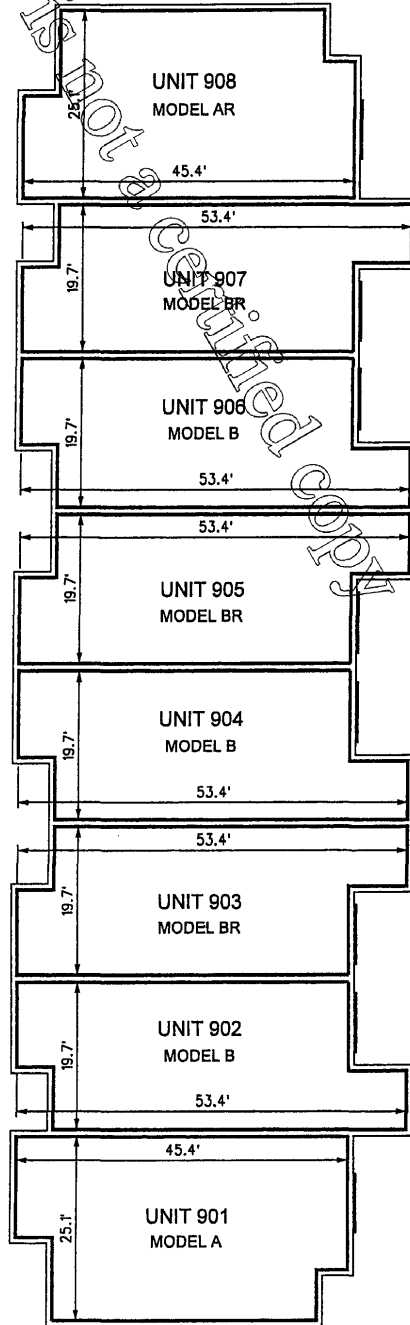 is not a certified copy
UNIT 908
MODEL AR
25.1'
45.4'
53.4'
19.7'
UNIT 907
MODEL BR
UNIT 906
MODEL B
19.7'
53.4'
53.4'
19.7'
UNIT 905
MODEL BR
UNIT 904
MODEL B
19.7'
53.4'
53.4'
19.7'
UNIT 903
MODEL BR
UNIT 902
MODEL B
19.7'
53.4'
45.4'
25.1'
UNIT 901
MODEL A